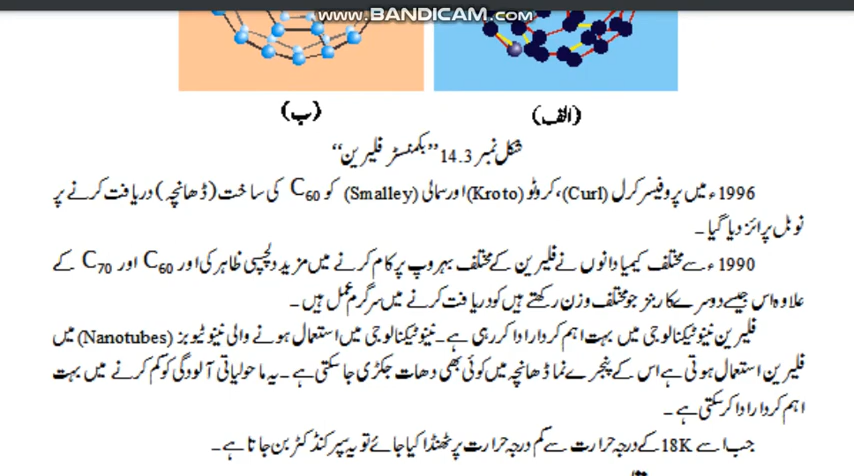 www.BANDICAM.com
(الف) (ب)
شکل نمبر 14.3 ”بکمنسٹر فلیرین“
1996ء میں پروفیسر کرل (Curl)، کروٹو (Kroto) اور سمالی (Smalley) کو C₆₀ کی ساخت (ڈھانچہ) دریافت کرنے پر
نوبل پرائز دیا گیا۔
1990ء سے مختلف کیمیا دانوں نے فلیرین کے مختلف بہروپ پر کام کرنے میں مزید دلچسپی ظاہر کی اور C₆₀ اور C₇₀ کے
علاوہ اس جیسے دوسرے کاربنز جو مختلف وزن رکھتے ہیں کو دریافت کرنے میں سرگرم عمل ہیں۔
فلیرین نینو ٹیکنالوجی میں بہت اہم کردار ادا کر رہی ہے۔ نینو ٹیکنالوجی میں استعمال ہونے والی نینو ٹیوبز (Nanotubes) میں
فلیرین استعمال ہوتی ہے اس کے پنجرے نما ڈھانچہ میں کوئی بھی دھات جکڑی جا سکتی ہے۔ یہ ماحولیاتی آلودگی کو کم کرنے میں بہت
اہم کردار ادا کر سکتی ہے۔
جب اسے 18K کے درجہ حرارت سے کم درجہ حرارت پر ٹھنڈا کیا جائے تو یہ سپر کنڈکٹر بن جاتا ہے۔